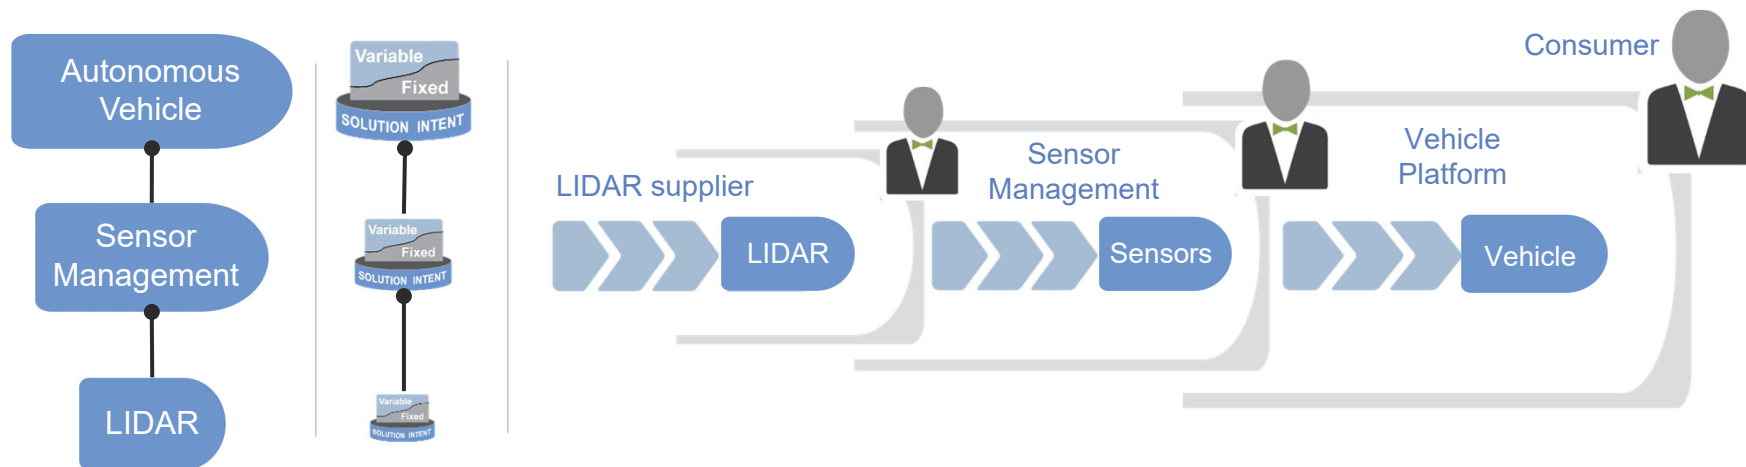 Autonomous
Vehicle
Sensor
Management
LIDAR
Variable
Fixed
SOLUTION INTENT
Variable
Fixed
SOLUTION INTENT
Variable
Fixed
SOLUTION INTENT
LIDAR supplier
LIDAR
Sensor
Management
Sensors
Vehicle
Platform
Vehicle
Consumer